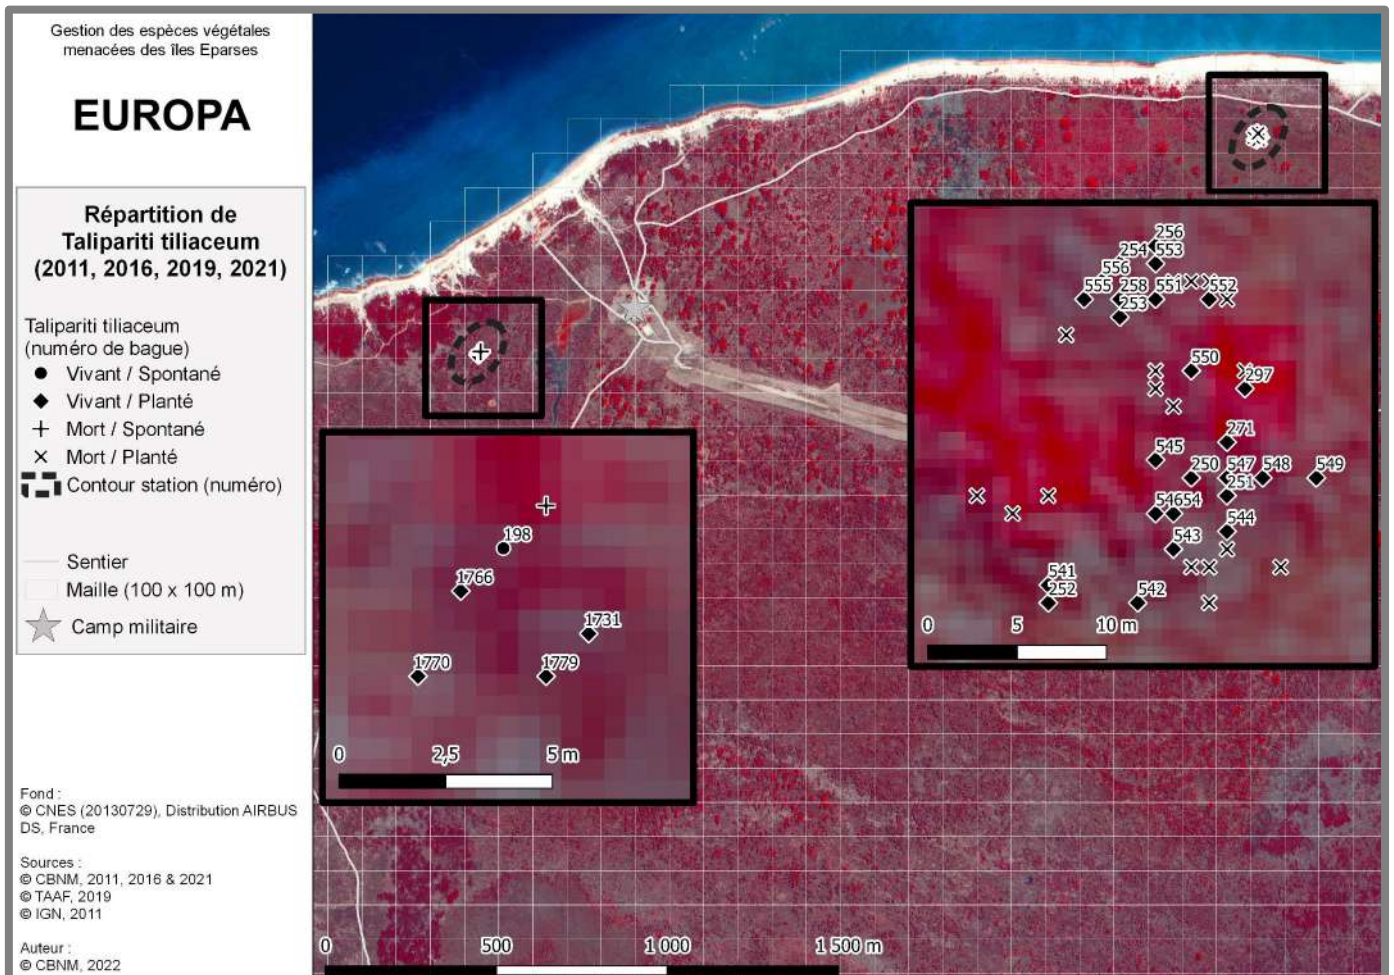 Gestion des espèces végétales
menacées des îles Eparses
EUROPA
Répartition de
Talipariti tiliaceum
(2011, 2016, 2019, 2021)
Talipariti tiliaceum
(numéro de bague)
Vivant / Spontané
Vivant / Planté
Mort / Spontané
Mort / Planté
Contour station (numéro)
Sentier
Maille (100 x 100 m)
Camp militaire
Fond :
© CNES (20130729), Distribution AIRBUS
DS, France
Sources :
© CBNM, 2011, 2016 & 2021
© TAAF, 2019
© IGN, 2011
Auteur :
© CBNM, 2022
198
1766
1731
1770
1779
0 2,5 5 m
256
254 553
556
555 258 551 552
253
550
297
271
545
250 547 548 549
251
54654
544
543
541
252 542
0 5 10 m
0 500 1 000 1 500 m